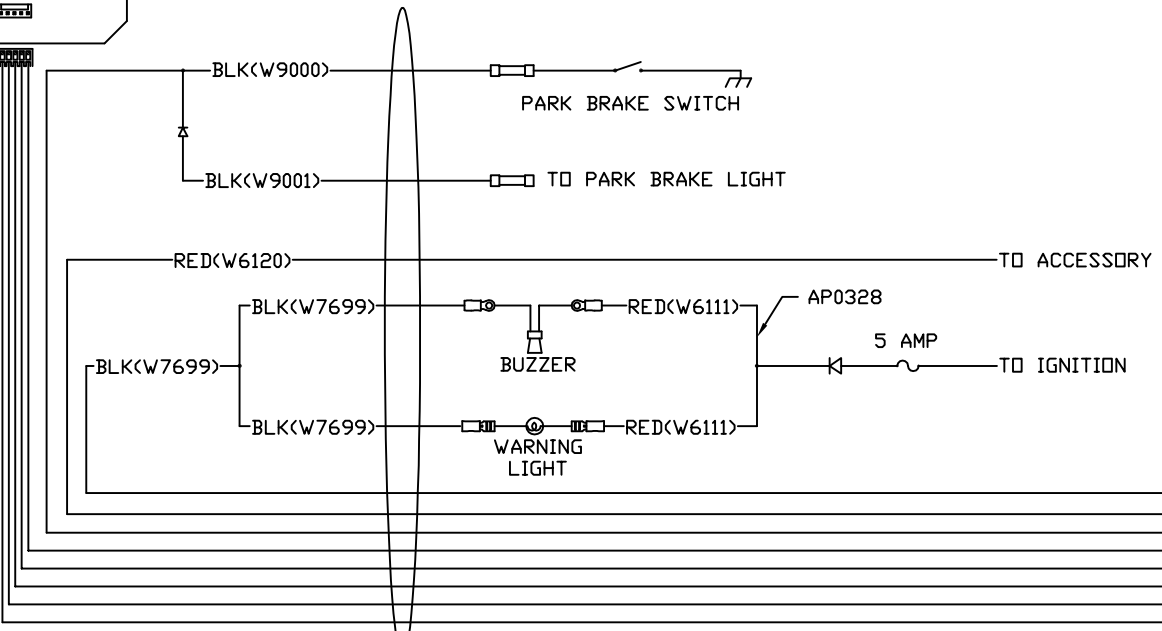 BLK(W9000)
PARK BRAKE SWITCH
BLK(W9001)
TO PARK BRAKE LIGHT
RED(W6120)
TO ACCESSORY
BLK(W7699)
RED(W6111)
AP0328
BUZZER
5 AMP
BLK(W7699)
TO IGNITION
BLK(W7699)
RED(W6111)
WARNING
LIGHT